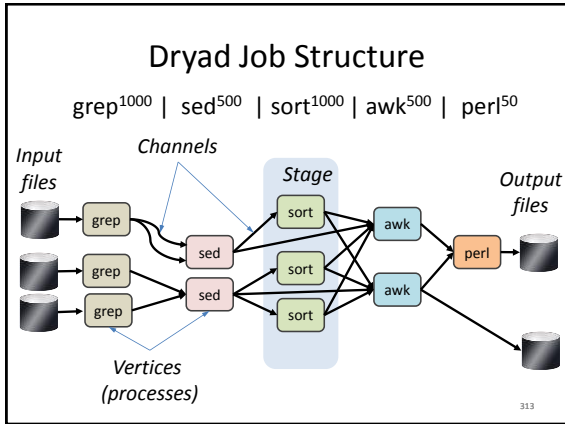 Dryad Job Structure
grep¹⁰⁰⁰ | sed⁵⁰⁰ | sort¹⁰⁰⁰ | awk⁵⁰⁰ | perl⁵⁰
Channels
Input
files
Stage
Output
files
grep
sed
sort
awk
perl
grep
sed
sort
awk
grep
sort
Vertices
(processes)
313